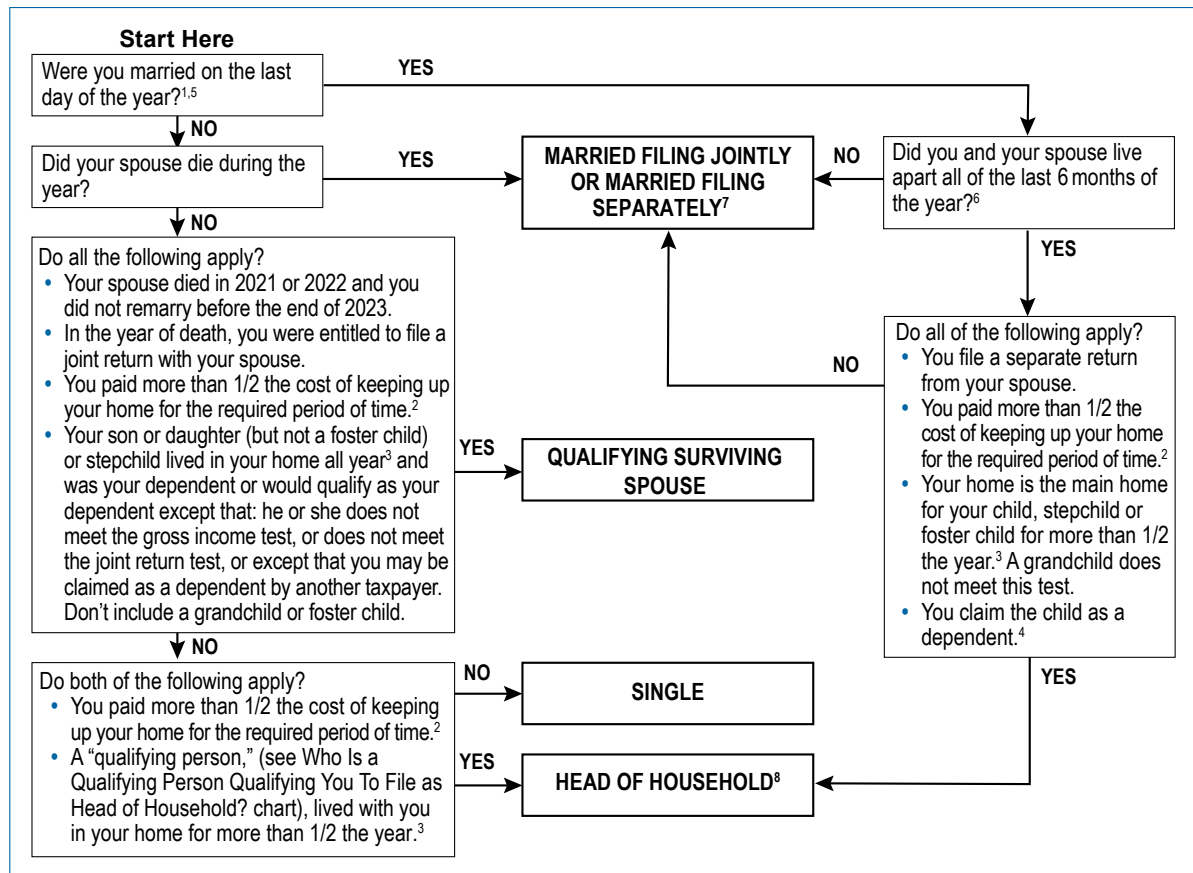 Start Here
Were you married on the last
day of the year?1,5
YES
NO
Did your spouse die during the
year?
YES
MARRIED FILING JOINTLY
OR MARRIED FILING
SEPARATELY7
NO
Did you and your spouse live
apart all of the last 6 months of
the year?6
NO
YES
Do all the following apply?
• Your spouse died in 2021 or 2022 and you
did not remarry before the end of 2023.
• In the year of death, you were entitled to file a
joint return with your spouse.
• You paid more than 1/2 the cost of keeping up
your home for the required period of time.2
• Your son or daughter (but not a foster child)
or stepchild lived in your home all year3 and
was your dependent or would qualify as your
dependent except that: he or she does not
meet the gross income test, or does not meet
the joint return test, or except that you may be
claimed as a dependent by another taxpayer.
Don’t include a grandchild or foster child.
YES
QUALIFYING SURVIVING
SPOUSE
NO
Do all of the following apply?
• You file a separate return
from your spouse.
• You paid more than 1/2 the
cost of keeping up your home
for the required period of time.2
• Your home is the main home
for your child, stepchild or
foster child for more than 1/2
the year.3 A grandchild does
not meet this test.
• You claim the child as a
dependent.4
NO
YES
Do both of the following apply?
• You paid more than 1/2 the cost of keeping
up your home for the required period of time.2
• A “qualifying person,” (see Who Is a
Qualifying Person Qualifying You To File as
Head of Household? chart), lived with you
in your home for more than 1/2 the year.3
NO
SINGLE
YES
HEAD OF HOUSEHOLD8